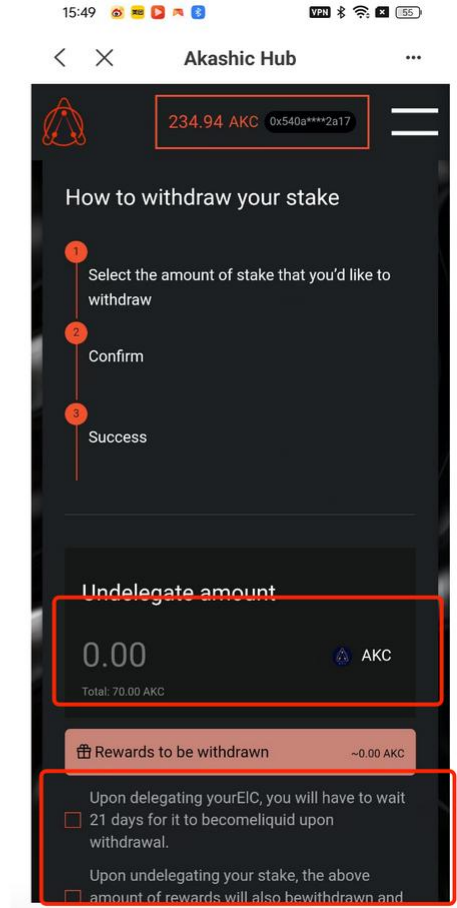 15:49
VPN
55
Akashic Hub
234.94 AKC 0x540a****2a17
How to withdraw your stake
1
Select the amount of stake that you'd like to
withdraw
2
Confirm
3
Success
Undelegate amount
0.00 AKC
Total: 70.00 AKC
Rewards to be withdrawn ~0.00 AKC
Upon delegating yourEIC, you will have to wait
21 days for it to becomeliquid upon
withdrawal.
Upon undelegating your stake, the above
amount of rewards will also bewithdrawn and